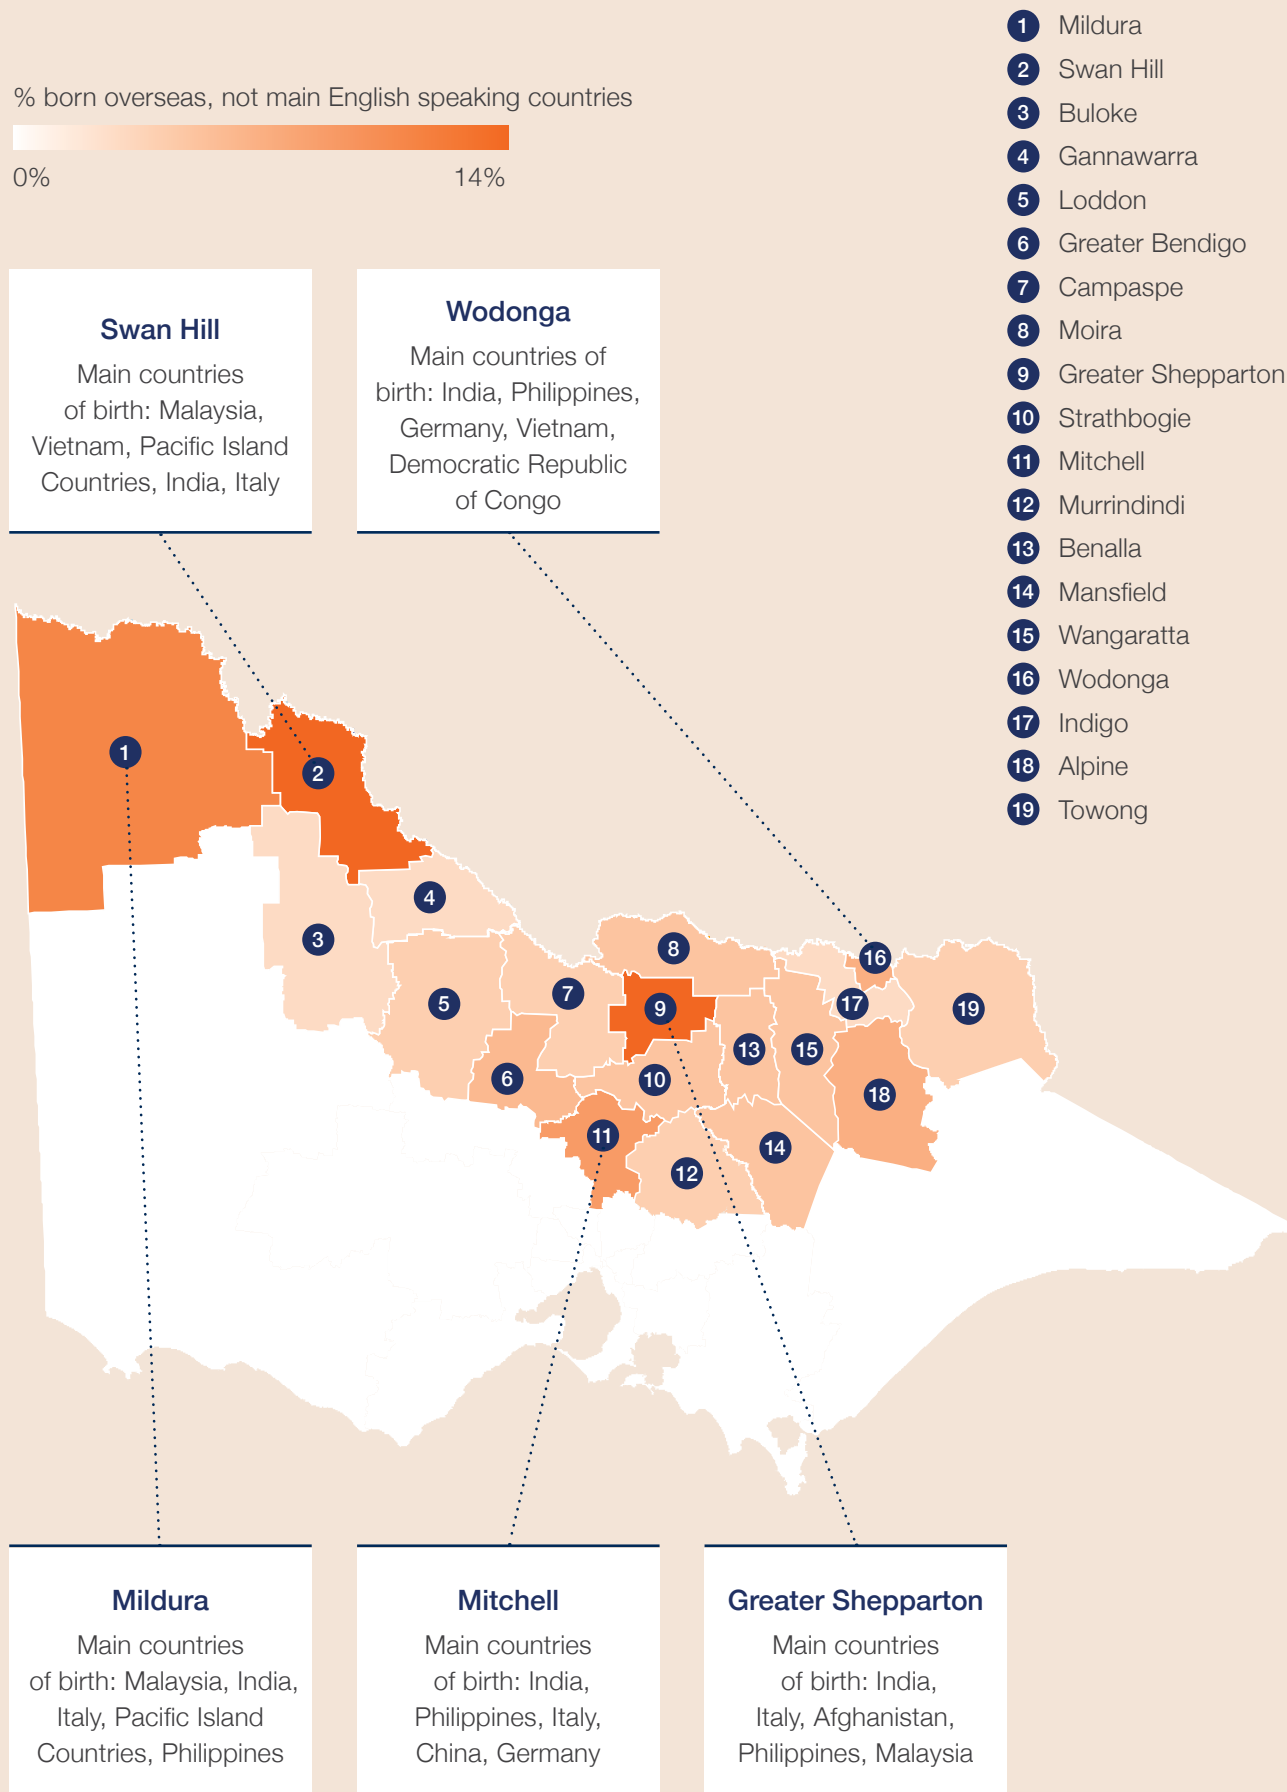 % born overseas, not main English speaking countries
0%
14%
1 Mildura
2 Swan Hill
3 Buloke
4 Gannawarra
5 Loddon
6 Greater Bendigo
7 Campaspe
8 Moira
9 Greater Shepparton
10 Strathbogie
11 Mitchell
12 Murrindindi
13 Benalla
14 Mansfield
15 Wangaratta
16 Wodonga
17 Indigo
18 Alpine
19 Towong
Swan Hill
Main countries
of birth: Malaysia,
Vietnam, Pacific Island
Countries, India, Italy
Wodonga
Main countries of
birth: India, Philippines,
Germany, Vietnam,
Democratic Republic
of Congo
1
2
3
4
5
6
7
8
9
10
11
12
13
14
15
16
17
18
19
Mildura
Main countries
of birth: Malaysia, India,
Italy, Pacific Island
Countries, Philippines
Mitchell
Main countries
of birth: India,
Philippines, Italy,
China, Germany
Greater Shepparton
Main countries
of birth: India,
Italy, Afghanistan,
Philippines, Malaysia